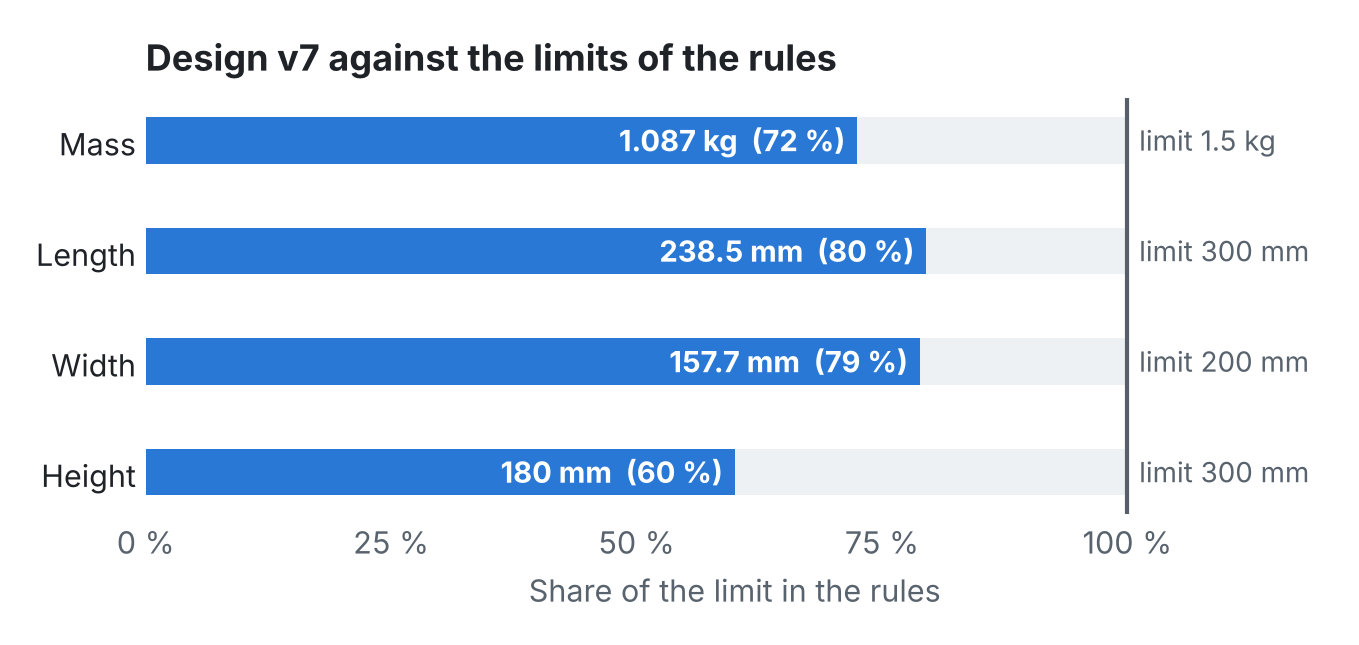 Design v7 against the limits of the rules
Mass 1.087 kg (72 %) limit 1.5 kg
Length 238.5 mm (80 %) limit 300 mm
Width 157.7 mm (79 %) limit 200 mm
Height 180 mm (60 %) limit 300 mm
0 % 25 % 50 % 75 % 100 %
Share of the limit in the rules